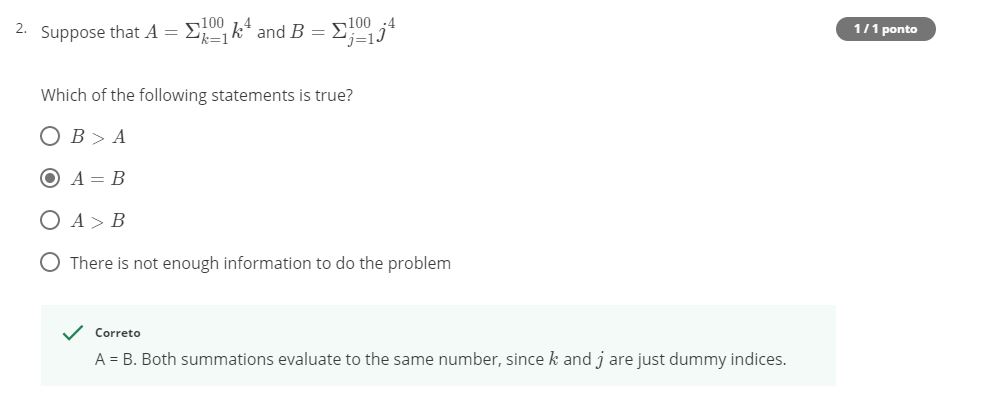 2. Suppose that $A = \Sigma_{k=1}^{100} k^4$ and $B = \Sigma_{j=1}^{100} j^4$
1 / 1 ponto
Which of the following statements is true?
$B > A$
$A = B$
$A > B$
There is not enough information to do the problem
Correto
A = B. Both summations evaluate to the same number, since $k$ and $j$ are just dummy indices.